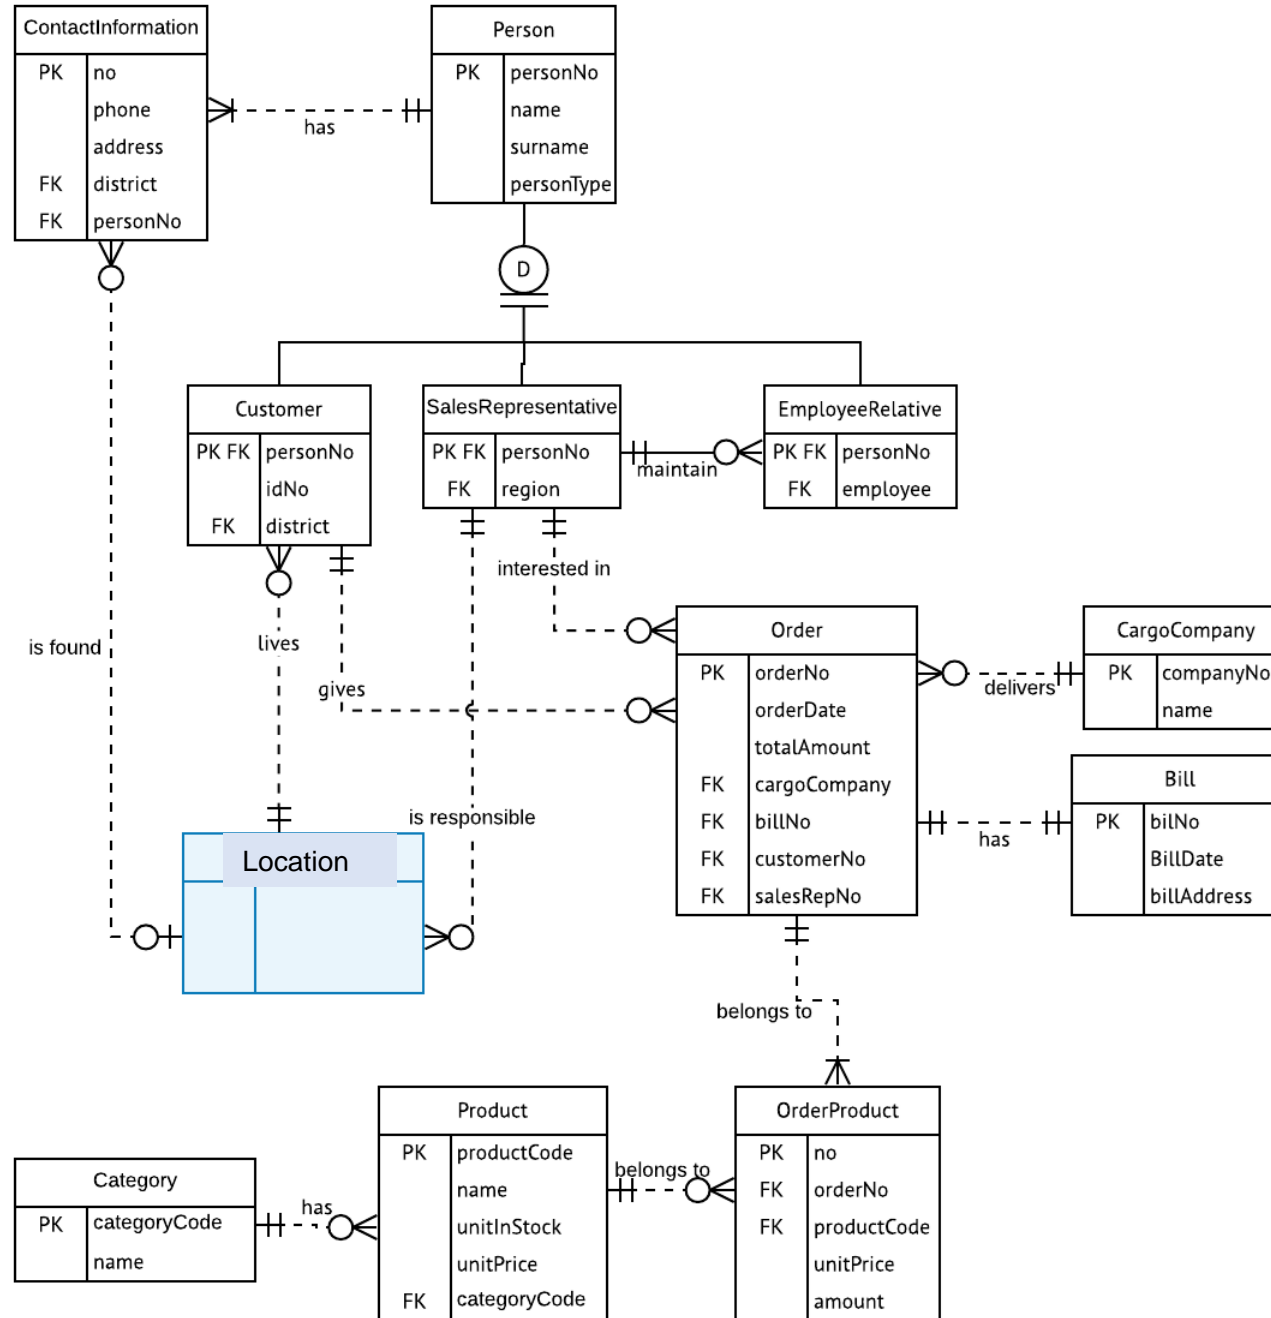 ContactInformation
PK no
phone
address
FK district
FK personNo
has
Person
PK personNo
name
surname
personType
D
Customer
PK FK personNo
idNo
FK district
SalesRepresentative
PK FK personNo
FK region
maintain
EmployeeRelative
PK FK personNo
FK employee
interested in
is found
lives
gives
is responsible
Order
PK orderNo
orderDate
totalAmount
FK cargoCompany
FK billNo
FK customerNo
FK salesRepNo
delivers
CargoCompany
PK companyNo
name
has
Bill
PK bilNo
BillDate
billAddress
Location
belongs to
Category
PK categoryCode
name
has
Product
PK productCode
name
unitInStock
unitPrice
FK categoryCode
belongs to
OrderProduct
PK no
FK orderNo
FK productCode
unitPrice
amount